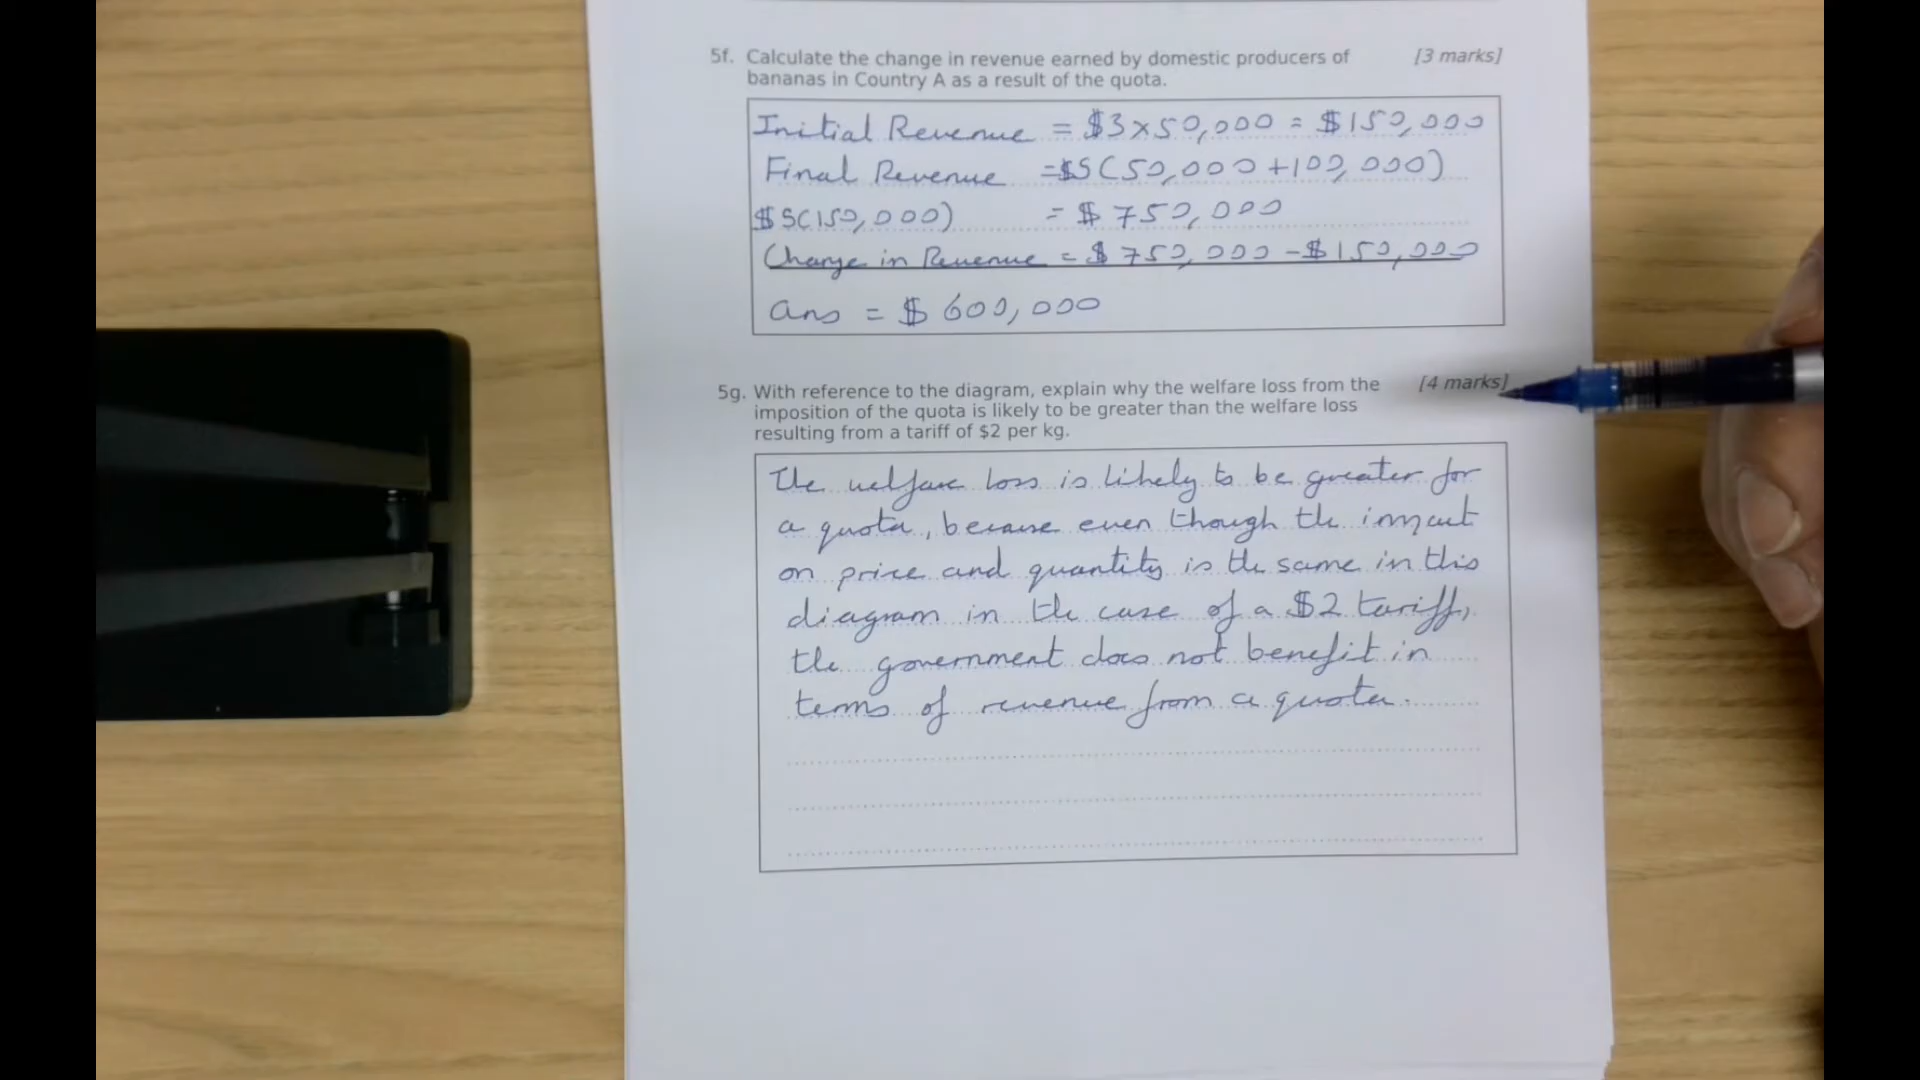 5f. Calculate the change in revenue earned by domestic producers of [3 marks]
bananas in Country A as a result of the quota.
Initial Revenue = $3 × 50,000 = $150,000
Final Revenue = $5(50,000 + 100,000)
$5(150,000) = $750,000
Change in Revenue = $750,000 - $150,000
ans = $600,000
5g. With reference to the diagram, explain why the welfare loss from the [4 marks]
imposition of the quota is likely to be greater than the welfare loss
resulting from a tariff of $2 per kg.
The welfare loss is likely to be greater for
a quota, because even though the impact
on price and quantity is the same in this
diagram in the case of a $2 tariff,
the government does not benefit in
terms of revenue from a quota.